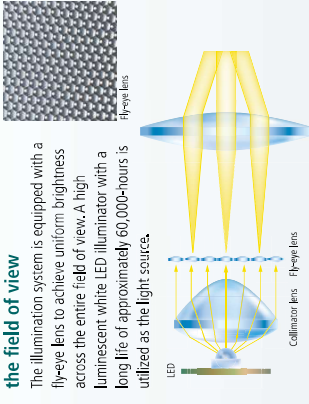 the field of view
The illumination system is equipped with a
fly-eye lens to achieve uniform brightness
across the entire field of view. A high
luminescent white LED illuminator with a
long life of approximately 60,000-hours is
utilized as the light source.
Fly-eye lens
LED
Collimator lens
Fly-eye lens